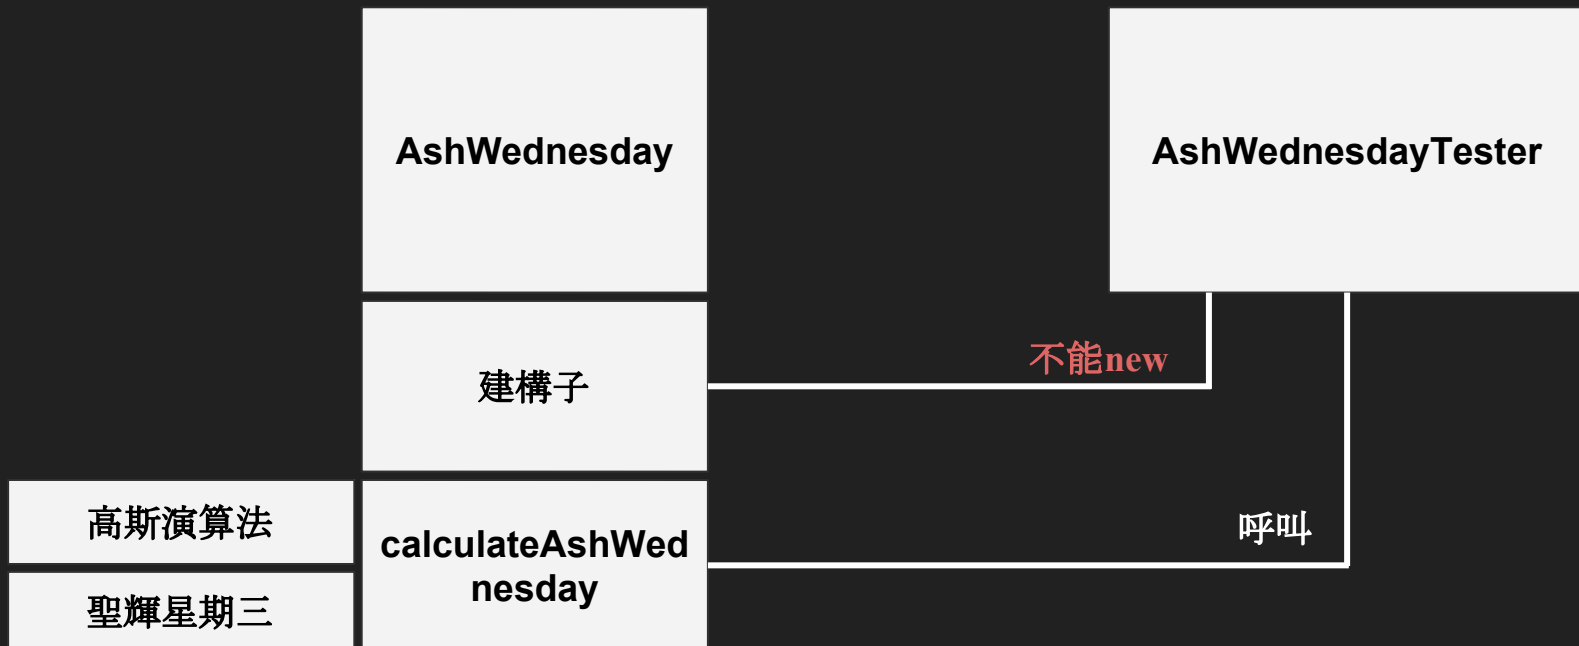 AshWednesday
AshWednesdayTester
不能new
建構子
高斯演算法
呼叫
calculateAshWed
nesday
聖輝星期三